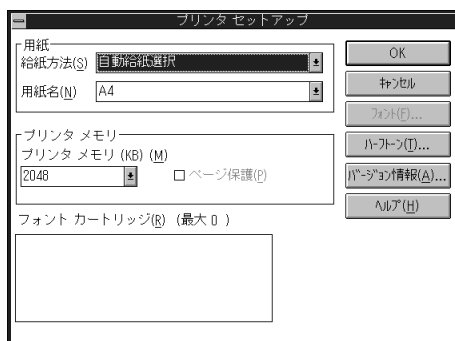 プリンタ セットアップ
用紙
給紙方法(S) 自動給紙選択
用紙名(N) A4
プリンタ メモリ
プリンタ メモリ (KB) (M)
2048
ページ保護(P)
フォント カートリッジ(R) (最大 0 )
OK
キャンセル
フォント(F)...
ハーフトーン(T)...
バージョン情報(A)...
ヘルプ(H)